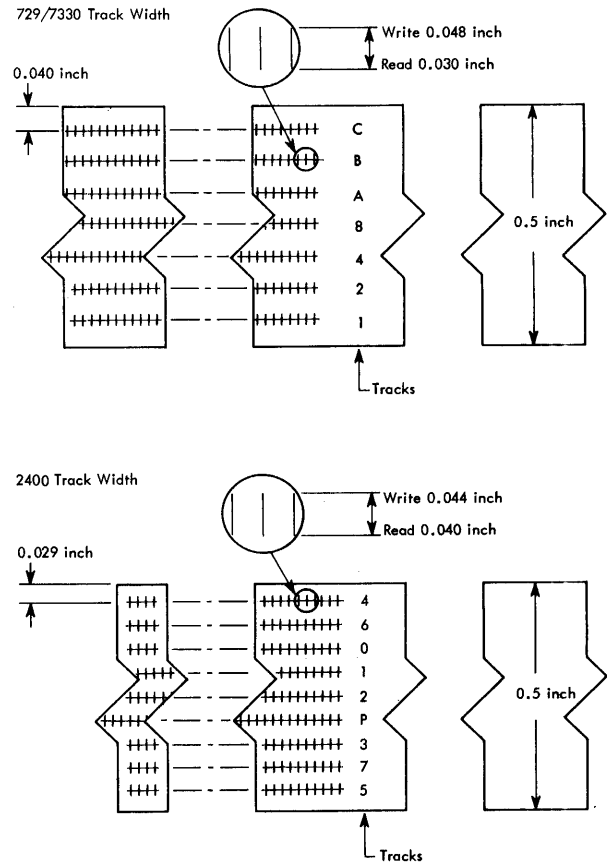 729/7330 Track Width
Write 0.048 inch
Read 0.030 inch
0.040 inch
C
B
A
8
4
2
1
0.5 inch
Tracks
2400 Track Width
Write 0.044 inch
Read 0.040 inch
0.029 inch
4
6
0
1
2
P
3
7
5
0.5 inch
Tracks